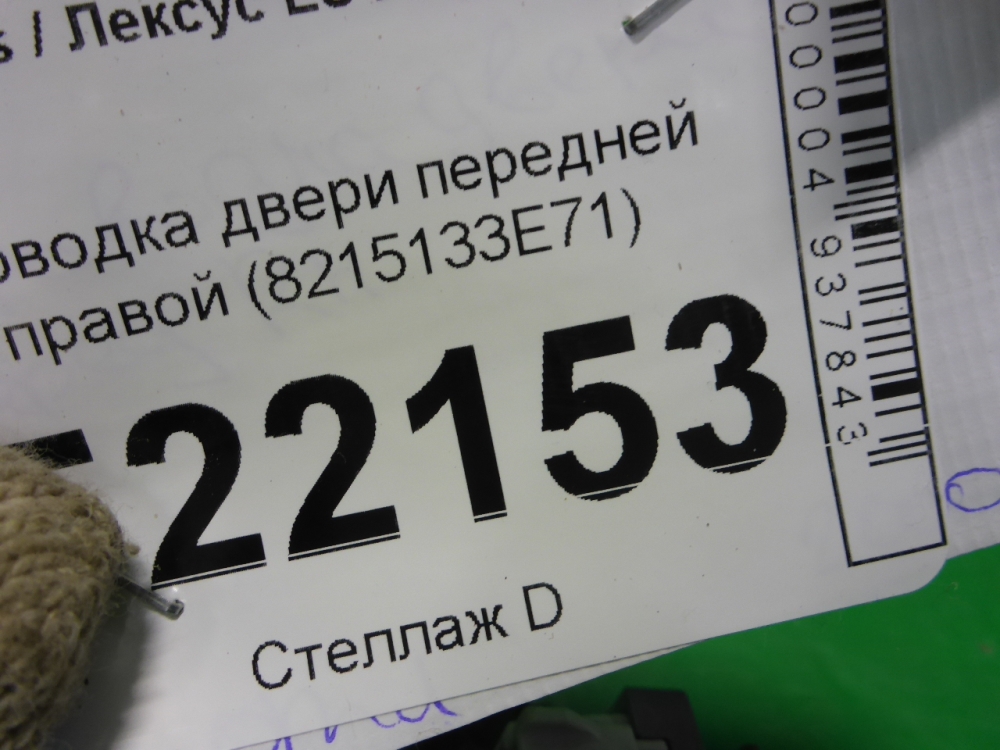 / Лексус
оводка двери передней
правой (8215133E71)
22153
Стеллаж D
00004 937843